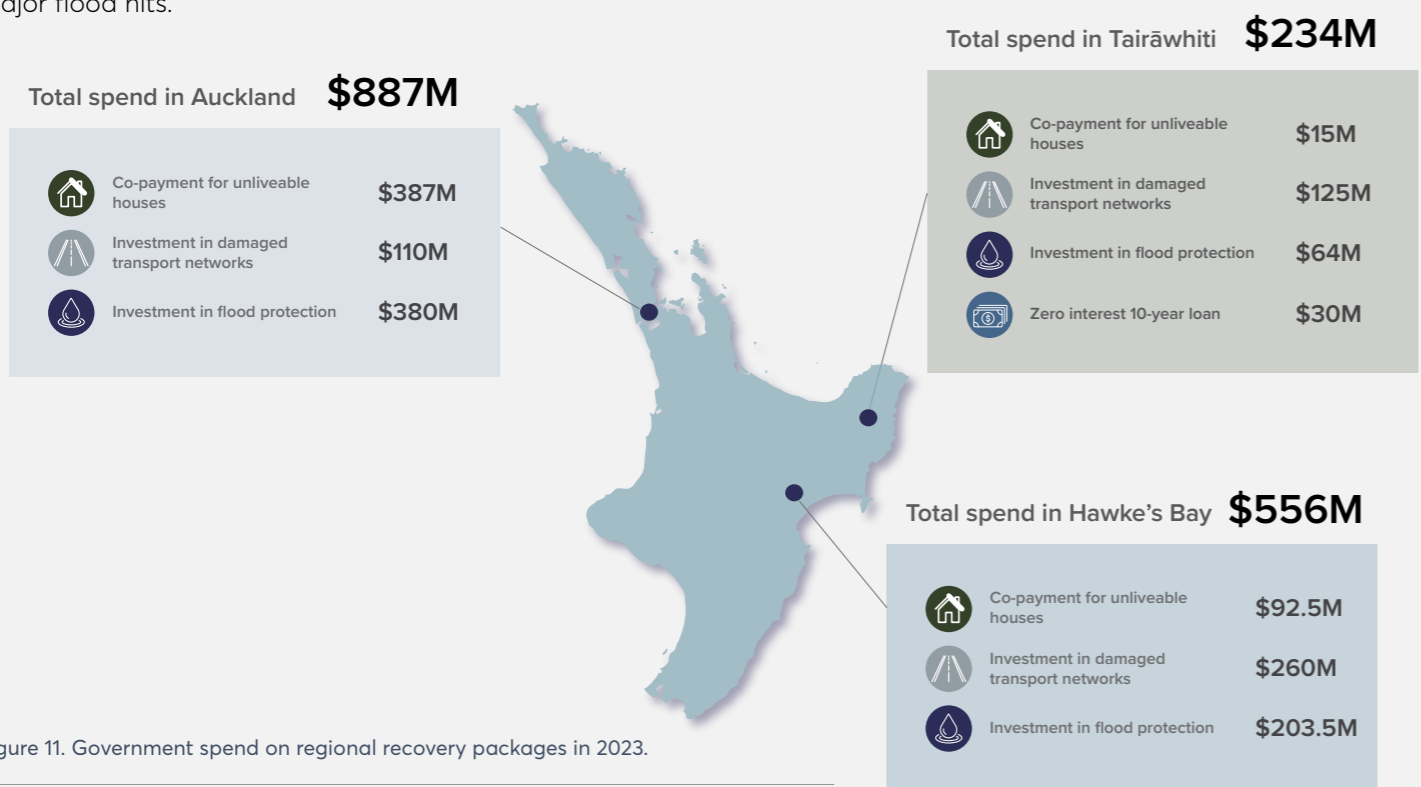 ajor flood hits.
Total spend in Tairāwhiti $234M
Co-payment for unliveable
houses
$15M
Investment in damaged
transport networks
$125M
Investment in flood protection $64M
Zero interest 10-year loan $30M
Total spend in Auckland $887M
Co-payment for unliveable
houses
$387M
Investment in damaged
transport networks
$110M
Investment in flood protection $380M
Total spend in Hawke’s Bay $556M
Co-payment for unliveable
houses
$92.5M
Investment in damaged
transport networks
$260M
Investment in flood protection $203.5M
gure 11. Government spend on regional recovery packages in 2023.